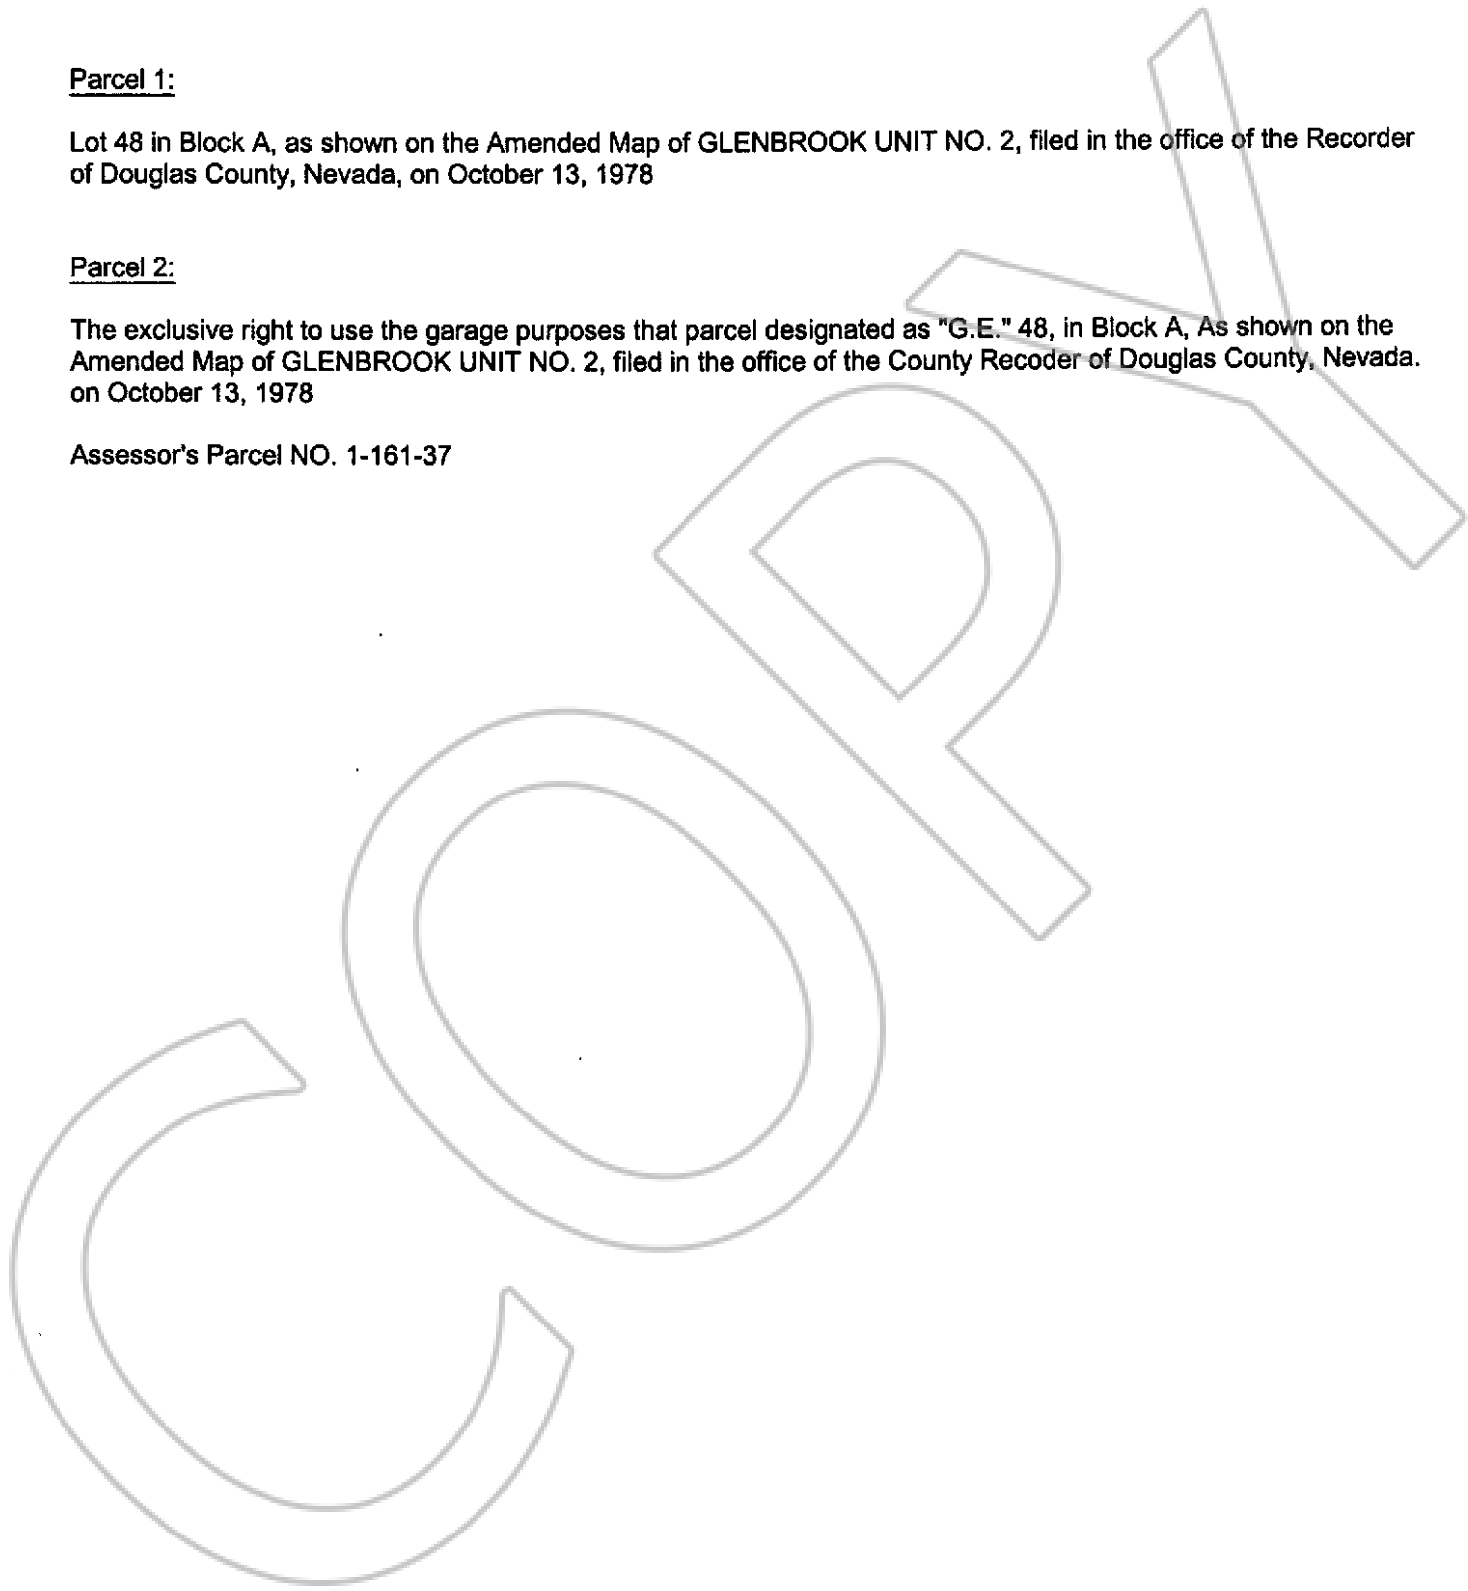 Parcel 1:
Lot 48 in Block A, as shown on the Amended Map of GLENBROOK UNIT NO. 2, filed in the office of the Recorder
of Douglas County, Nevada, on October 13, 1978
Parcel 2:
The exclusive right to use the garage purposes that parcel designated as "G.E." 48, in Block A, As shown on the
Amended Map of GLENBROOK UNIT NO. 2, filed in the office of the County Recoder of Douglas County, Nevada.
on October 13, 1978
Assessor's Parcel NO. 1-161-37
COPY